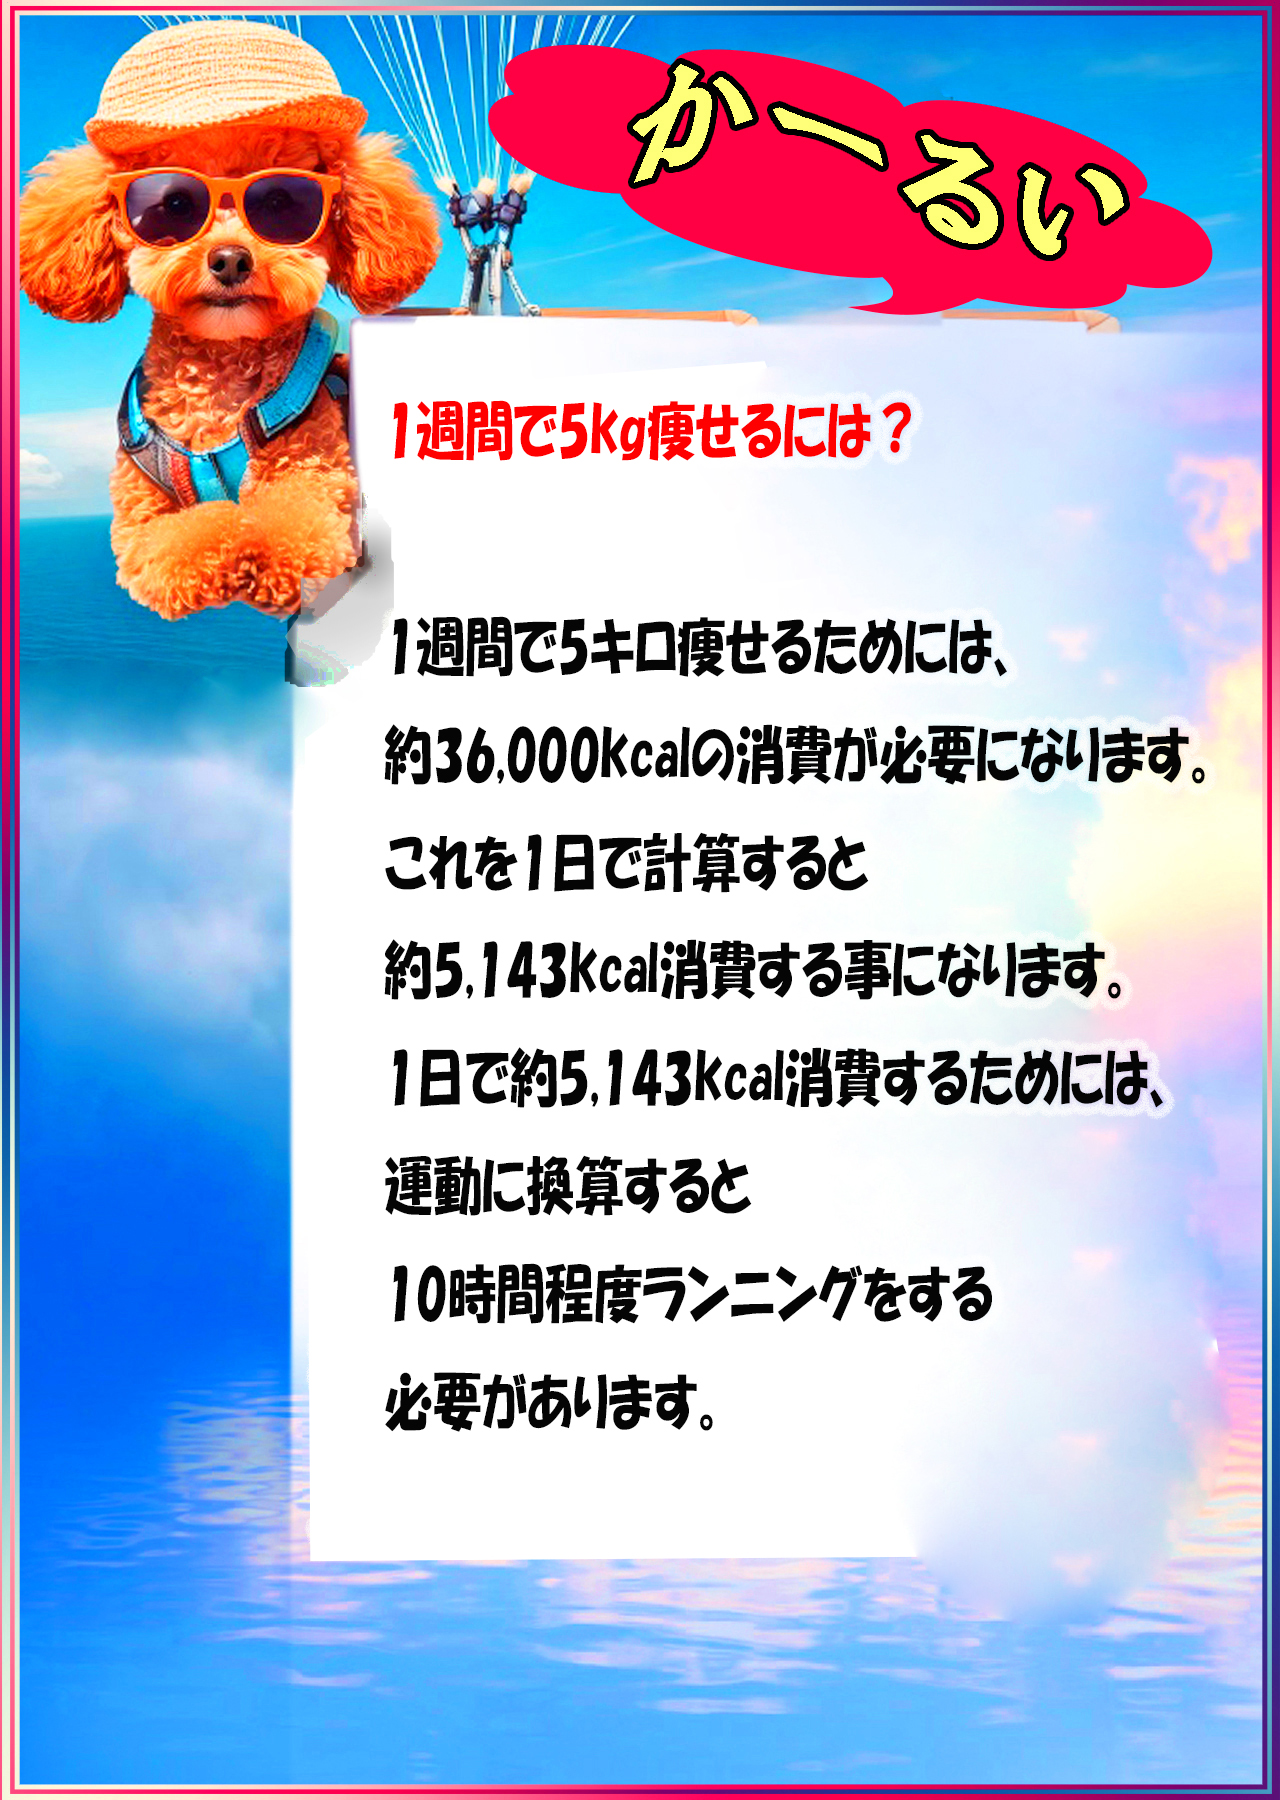 かーるい
1週間で5kg痩せるには？
1週間で5キロ痩せるためには、
約36,000kcalの消費が必要になります。
これを1日で計算すると
約5,143kcal消費する事になります。
1日で約5,143kcal消費するためには、
運動に換算すると
10時間程度ランニングをする
必要があります。